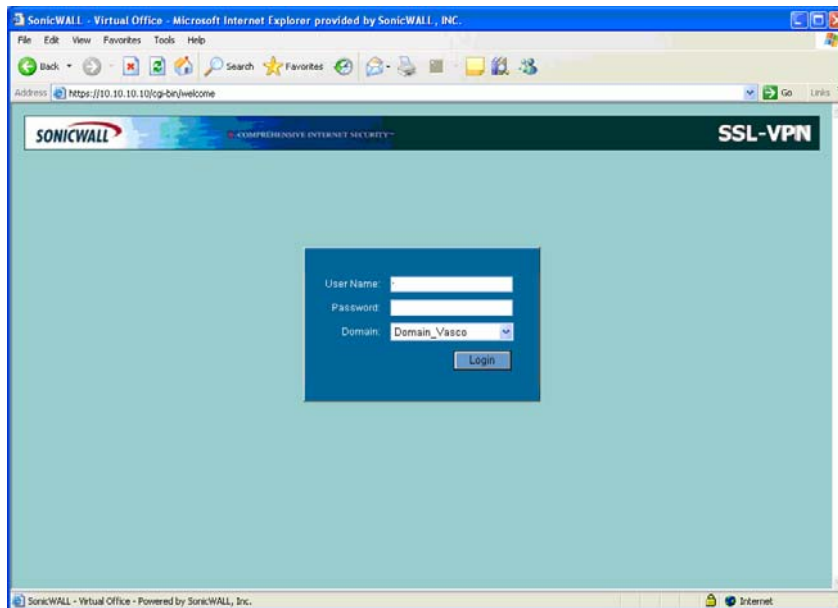 SonicWALL - Virtual Office - Microsoft Internet Explorer provided by SonicWALL, INC.
File Edit View Favorites Tools Help
Back Search Favorites
Address https://10.10.10.10/cgi-bin/welcome Go Links
SONICWALL COMPREHENSIVE INTERNET SECURITY™ SSL-VPN
User Name:
Password:
Domain: Domain_Vasco
Login
SonicWALL - Virtual Office - Powered by SonicWALL, Inc. Internet